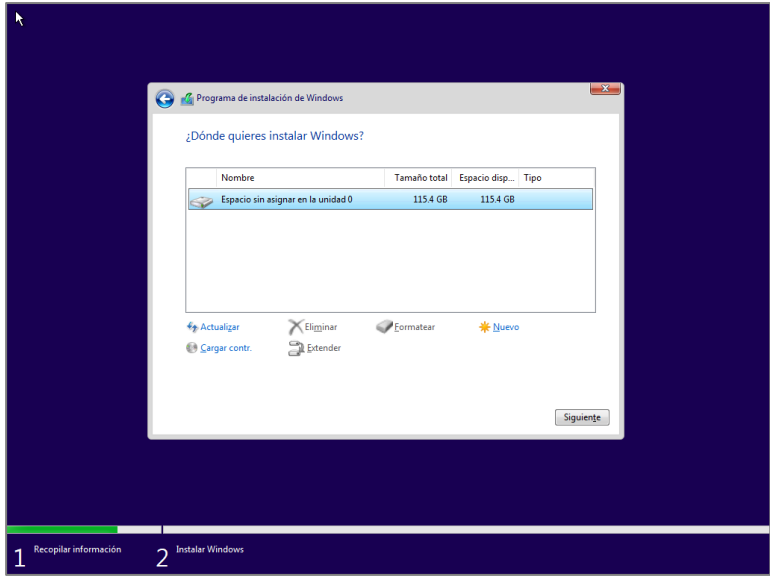 Programa de instalación de Windows
¿Dónde quieres instalar Windows?
Nombre Tamaño total Espacio disp... Tipo
Espacio sin asignar en la unidad 0 115.4 GB 115.4 GB
Actualizar Eliminar Formatear Nuevo
Cargar contr. Extender
Siguiente
1 Recopilar información 2 Instalar Windows